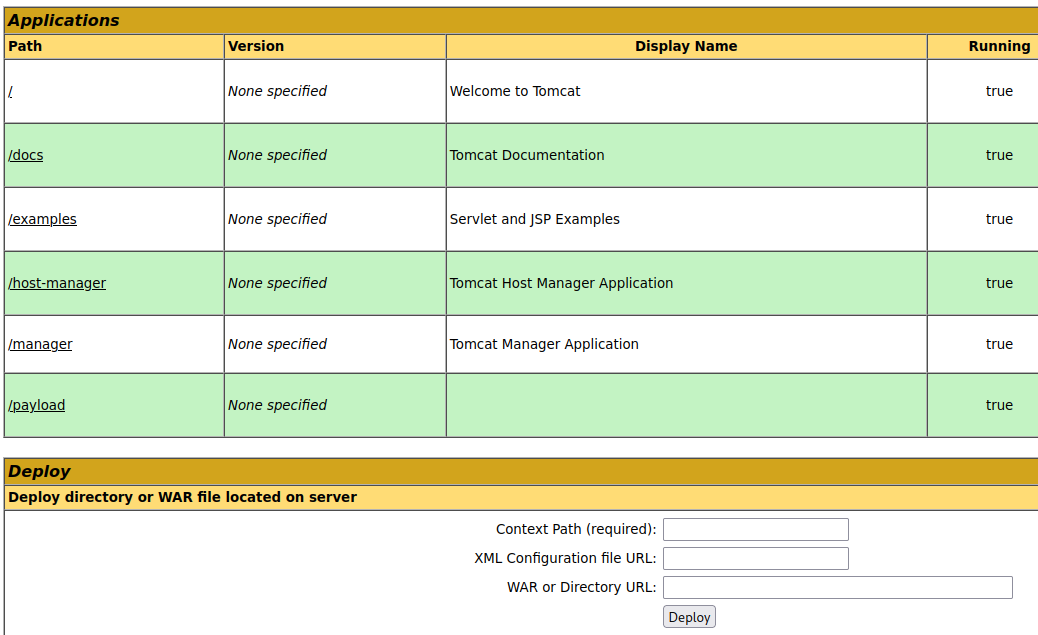 Applications
Path Version Display Name Running
/ None specified Welcome to Tomcat true
/docs None specified Tomcat Documentation true
/examples None specified Servlet and JSP Examples true
/host-manager None specified Tomcat Host Manager Application true
/manager None specified Tomcat Manager Application true
/payload None specified true
Deploy
Deploy directory or WAR file located on server
Context Path (required):
XML Configuration file URL:
WAR or Directory URL:
Deploy